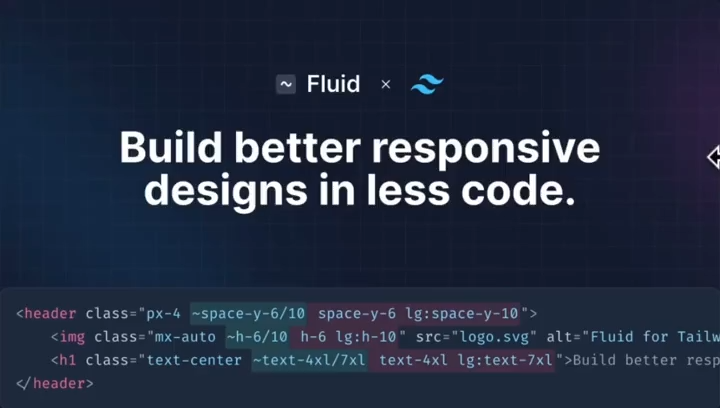 ~ Fluid ×
Build better responsive
designs in less code.
<header class="px-4 ~space-y-6/10 space-y-6 lg:space-y-10">
<img class="mx-auto ~h-6/10 h-6 lg:h-10" src="logo.svg" alt="Fluid for Tailw
<h1 class="text-center ~text-4xl/7xl text-4xl lg:text-7xl">Build better resp
</header>